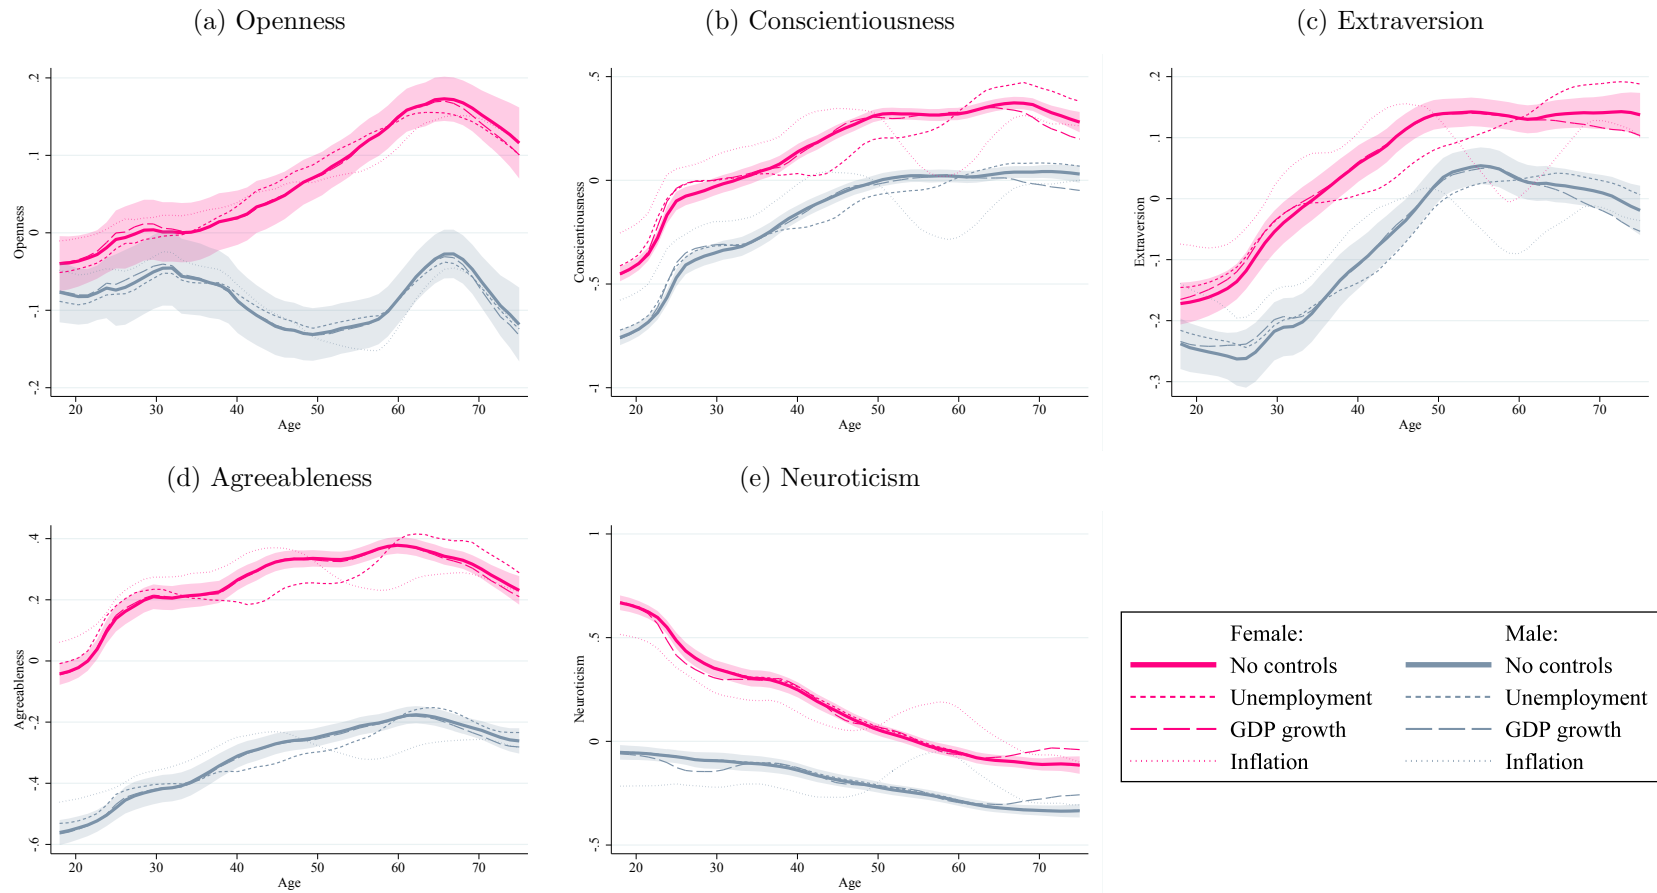 (a) Openness
.2
.1
0
-.1
-.2
Openness
20 30 40 50 60 70
Age
(b) Conscientiousness
.5
0
-.5
-1
Conscientiousness
20 30 40 50 60 70
Age
(c) Extraversion
.2
.1
0
-.1
-.2
-.3
Extraversion
20 30 40 50 60 70
Age
(d) Agreeableness
.4
.2
0
-.2
-.4
-.6
Agreeableness
20 30 40 50 60 70
Age
(e) Neuroticism
1
.5
0
-.5
Neuroticism
20 30 40 50 60 70
Age
Female: Male:
No controls No controls
Unemployment Unemployment
GDP growth GDP growth
Inflation Inflation